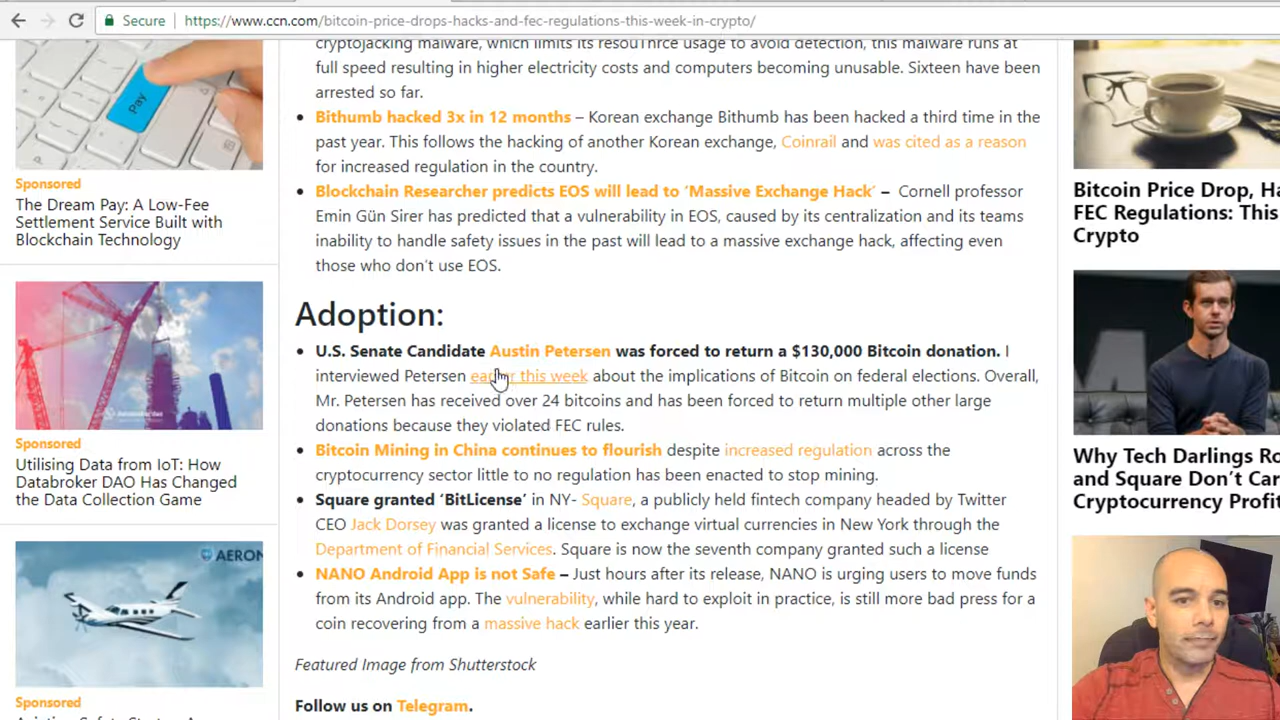 Secure
https://www.ccn.com/bitcoin-price-drops-hacks-and-fec-regulations-this-week-in-crypto/
Pay
Sponsored
The Dream Pay: A Low-Fee
Settlement Service Built with
Blockchain Technology
Sponsored
Utilising Data from IoT: How
Databroker DAO Has Changed
the Data Collection Game
AERON
Sponsored
cryptojacking malware, which limits its resouThrce usage to avoid detection, this malware runs at
full speed resulting in higher electricity costs and computers becoming unusable. Sixteen have been
arrested so far.
• Bithumb hacked 3x in 12 months – Korean exchange Bithumb has been hacked a third time in the
past year. This follows the hacking of another Korean exchange, Coinrail and was cited as a reason
for increased regulation in the country.
• Blockchain Researcher predicts EOS will lead to ‘Massive Exchange Hack’ – Cornell professor
Emin Gün Sirer has predicted that a vulnerability in EOS, caused by its centralization and its teams
inability to handle safety issues in the past will lead to a massive exchange hack, affecting even
those who don’t use EOS.
Adoption:
• U.S. Senate Candidate Austin Petersen was forced to return a $130,000 Bitcoin donation. I
interviewed Petersen earlier this week about the implications of Bitcoin on federal elections. Overall,
Mr. Petersen has received over 24 bitcoins and has been forced to return multiple other large
donations because they violated FEC rules.
• Bitcoin Mining in China continues to flourish despite increased regulation across the
cryptocurrency sector little to no regulation has been enacted to stop mining.
• Square granted ‘BitLicense’ in NY- Square, a publicly held fintech company headed by Twitter
CEO Jack Dorsey was granted a license to exchange virtual currencies in New York through the
Department of Financial Services. Square is now the seventh company granted such a license
• NANO Android App is not Safe – Just hours after its release, NANO is urging users to move funds
from its Android app. The vulnerability, while hard to exploit in practice, is still more bad press for a
coin recovering from a massive hack earlier this year.
Featured Image from Shutterstock
Follow us on Telegram.
Bitcoin Price Drop, Ha
FEC Regulations: This
Crypto
Why Tech Darlings Ro
and Square Don’t Car
Cryptocurrency Profit